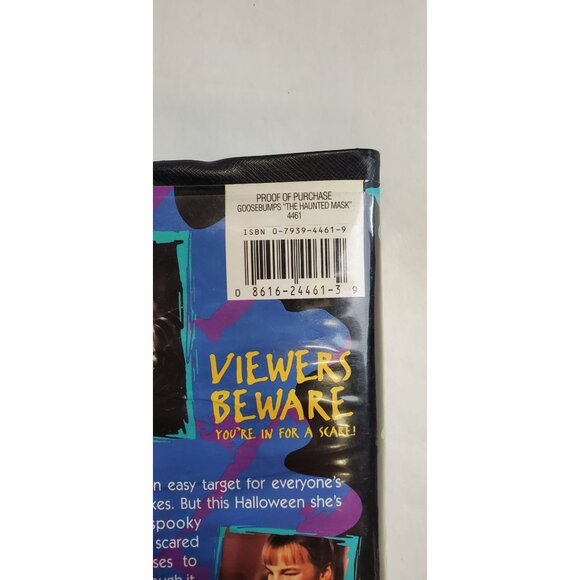 PROOF OF PURCHASE
GOOSEBUMPS "THE HAUNTED MASK"
4461
ISBN 0-7939-4461-9
0 8616-24461-3 9
VIEWERS
BEWARE
YOU'RE IN FOR A SCARE!
n easy target for everyone's
kes. But this Halloween she's
spooky
scared
ses to
ough it